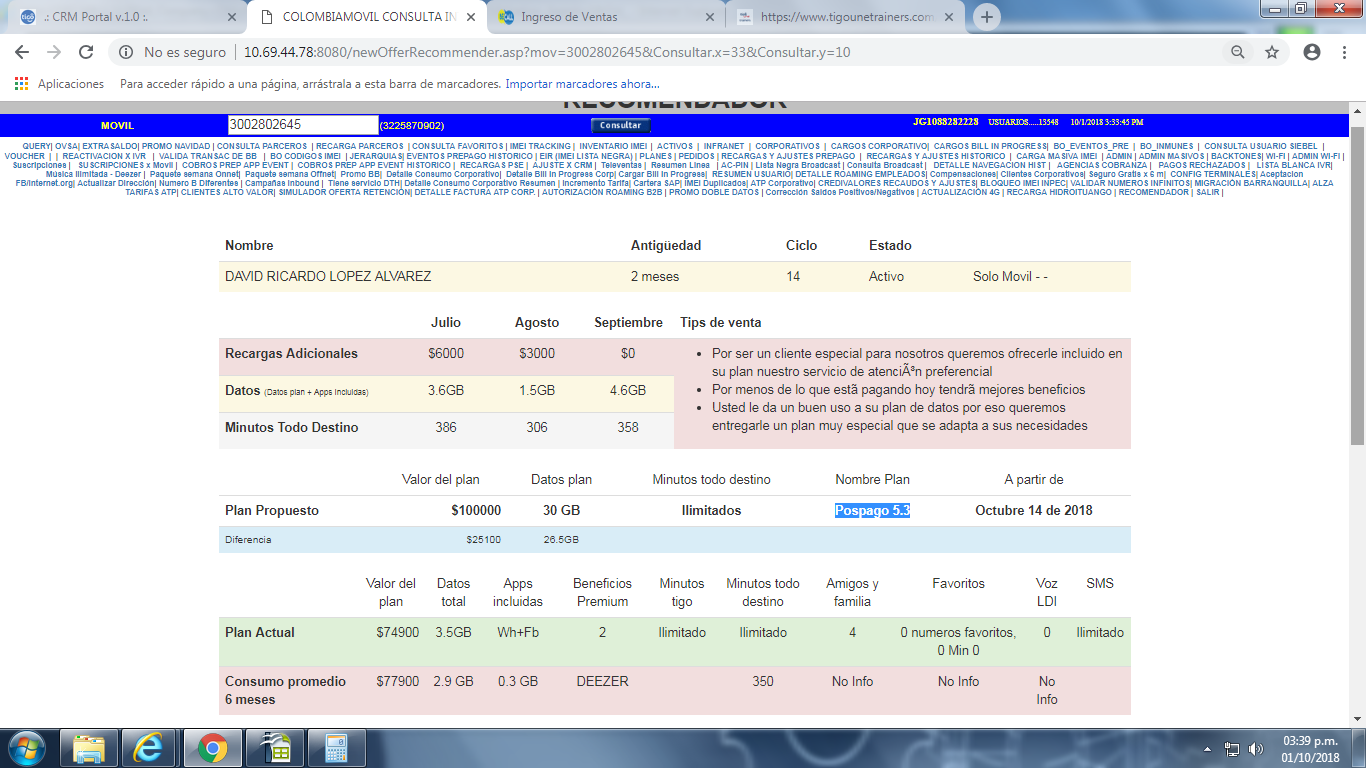 .: CRM Portal v.1.0 :.
COLOMBIAMOVIL CONSULTA IN
Ingreso de Ventas
https://www.tigounetrainers.com
No es seguro | 10.69.44.78:8080/newOfferRecommender.asp?mov=3002802645&Consultar.x=33&Consultar.y=10
Aplicaciones Para acceder rápido a una página, arrástrala a esta barra de marcadores. Importar marcadores ahora...
RECOMENDADOR
MOVIL 3002802645 (3225870902) Consultar JG1088282228 USUARIOS.....13548 10/1/2018 3:33:45 PM
QUERY| OVSA| EXTRASALDO| PROMO NAVIDAD | CONSULTA PARCEROS | RECARGA PARCEROS | CONSULTA FAVORITOS | IMEI TRACKING | INVENTARIO IMEI | ACTIVOS | INFRANET | CORPORATIVOS | CARGOS CORPORATIVO| CARGOS BILL IN PROGRESS| BO_EVENTOS_PRE | BO_INMUNES | CONSULTA USUARIO SIEBEL |
VOUCHER | | REACTIVACION X IVR | VALIDA TRANSAC DE BB | BO CODIGOS IMEI | JERARQUIAS| EVENTOS PREPAGO HISTORICO | EIR (IMEI LISTA NEGRA) | PLANES | PEDIDOS | RECARGAS Y AJUSTES PREPAGO | RECARGAS Y AJUSTES HISTORICO | CARGA MASIVA IMEI | ADMIN | ADMIN MASIVOS | BACKTONES| WI-FI | ADMIN WI-FI |
Suscripciones | SUSCRIPCIONES x Movil | COBROS PREP APP EVENT | COBROS PREP APP EVENT HISTORICO | RECARGAS PSE | AJUSTE X CRM | Televentas | Resumen Linea | AC-PIN | Lista Negra Broadcast | Consulta Broadcast | DETALLE NAVEGACION HIST | AGENCIAS COBRANZA | PAGOS RECHAZADOS | LISTA BLANCA IVR|
Musica Ilimitada - Deezer | Paquete semana Onnet| Paquete semana Offnet| Promo BB| Detalle Consumo Corporativo| Detalle Bill In Progress Corp| Cargar Bill In Progress| RESUMEN USUARIO| DETALLE ROAMING EMPLEADOS| Compensaciones| Clientes Corporativos| Seguro Gratis x 6 m| CONFIG TERMINALES| Aceptacion
FB/Internet.org| Actualizar Dirección| Numero B Diferentes | Campañas Inbound | Tiene servicio DTH| Detalle Consumo Corporativo Resumen | Incremento Tarifa| Cartera SAP| IMEI Duplicados| ATP Corporativo| CREDIVALORES RECAUDOS Y AJUSTES| BLOQUEO IMEI INPEC| VALIDAR NUMEROS INFINITOS| MIGRACIÓN BARRANQUILLA| ALZA
TARIFAS ATP| CLIENTES ALTO VALOR| SIMULADOR OFERTA RETENCIÓN| DETALLE FACTURA ATP CORP. | AUTORIZACIÓN ROAMING B2B | PROMO DOBLE DATOS | Corrección Saldos Positivos/Negativos | ACTUALIZACIÓN 4G | RECARGA HIDROITUANGO | RECOMENDADOR | SALIR |
Nombre Antigüedad Ciclo Estado
DAVID RICARDO LOPEZ ALVAREZ 2 meses 14 Activo Solo Movil - -
Julio Agosto Septiembre Tips de venta
Recargas Adicionales $6000 $3000 $0
• Por ser un cliente especial para nosotros queremos ofrecerle incluido en
su plan nuestro servicio de atenciÃ³n preferencial
Datos (Datos plan + Apps Incluidas) 3.6GB 1.5GB 4.6GB
• Por menos de lo que estã pagando hoy tendrã mejores beneficios
• Usted le da un buen uso a su plan de datos por eso queremos
entregarle un plan muy especial que se adapta a sus necesidades
Minutos Todo Destino 386 306 358
Valor del plan Datos plan Minutos todo destino Nombre Plan A partir de
Plan Propuesto $100000 30 GB Ilimitados Pospago 5.3 Octubre 14 de 2018
Diferencia $25100 26.5GB
Valor del plan Datos total Apps incluidas Beneficios Premium Minutos tigo Minutos todo destino Amigos y familia Favoritos Voz LDI SMS
Plan Actual $74900 3.5GB Wh+Fb 2 Ilimitado Ilimitado 4 0 numeros favoritos, 0 Min 0 0 Ilimitado
Consumo promedio 6 meses $77900 2.9 GB 0.3 GB DEEZER 350 No Info No Info No Info
03:39 p.m.
01/10/2018